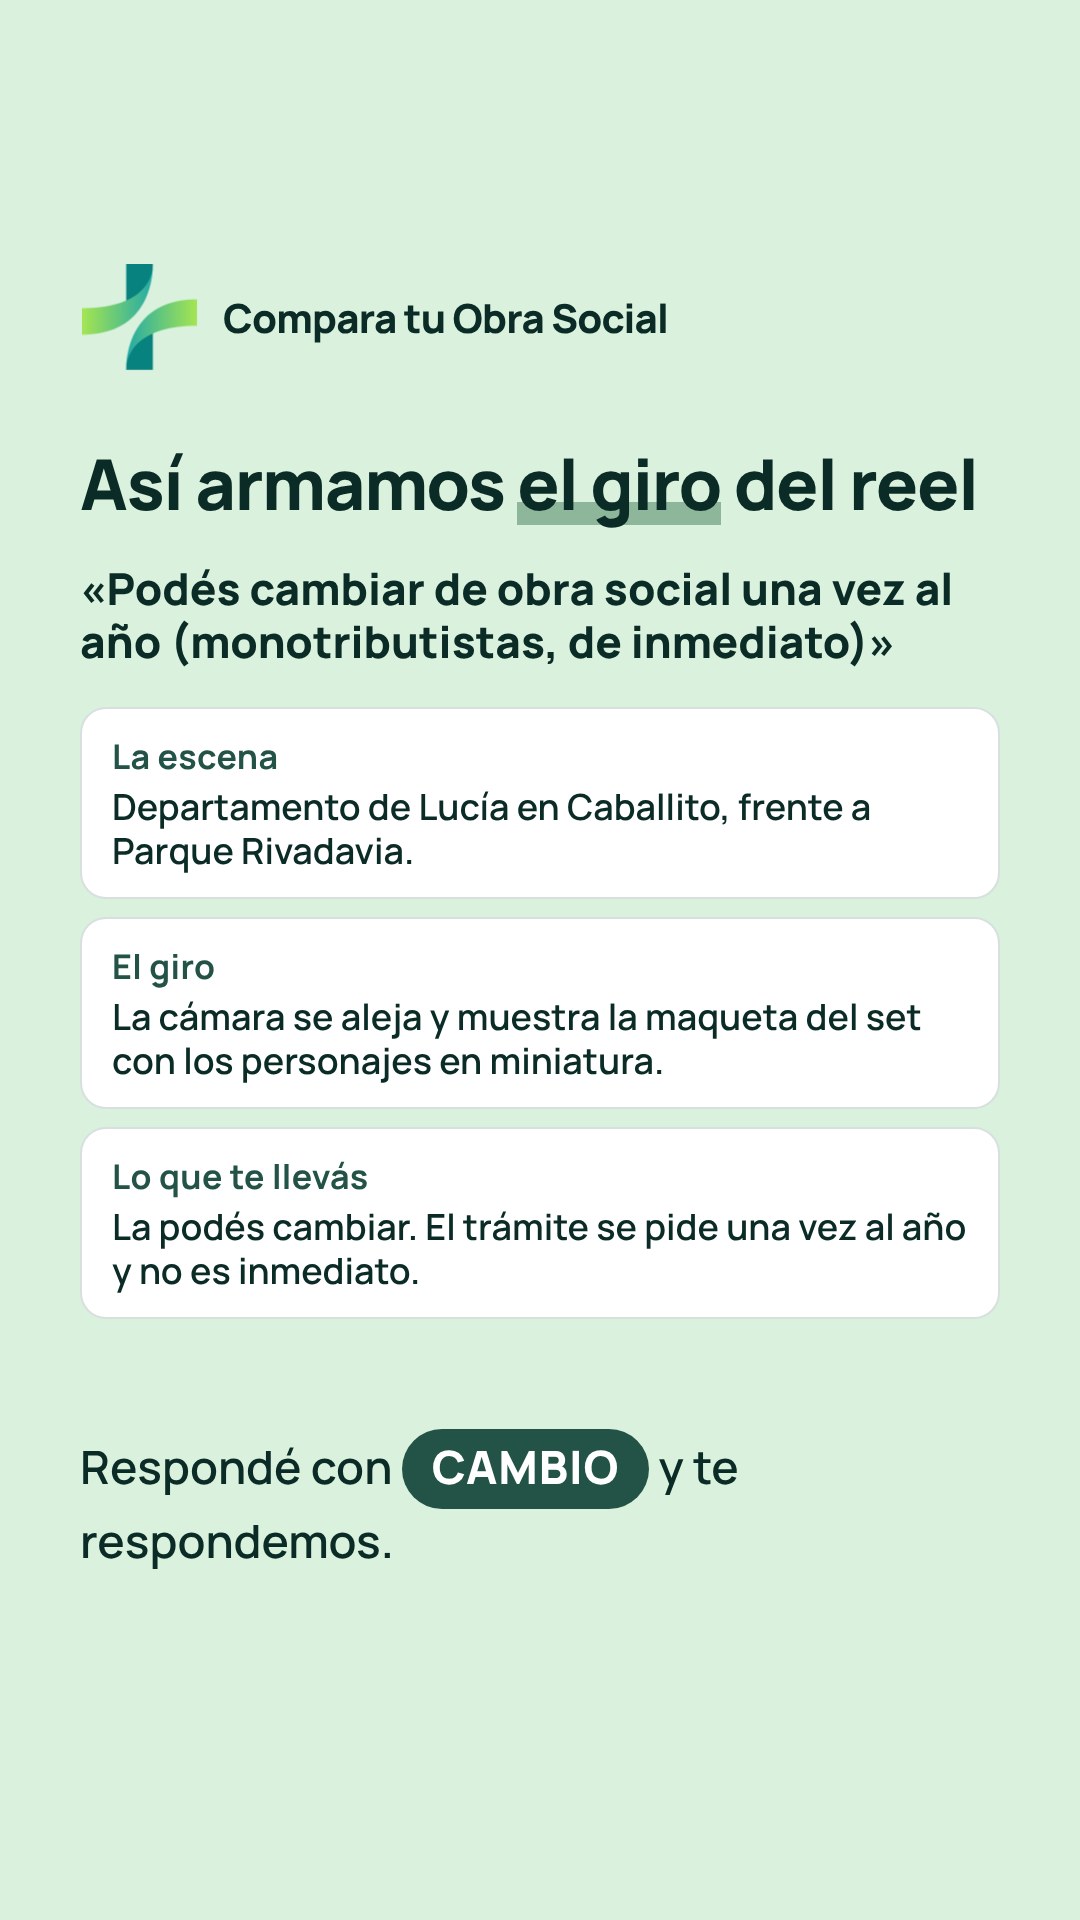 Compara tu Obra Social
Así armamos el giro del reel
«Podés cambiar de obra social una vez al
año (monotributistas, de inmediato)»
La escena
Departamento de Lucía en Caballito, frente a
Parque Rivadavia.
El giro
La cámara se aleja y muestra la maqueta del set
con los personajes en miniatura.
Lo que te llevás
La podés cambiar. El trámite se pide una vez al año
y no es inmediato.
Respondé con CAMBIO y te
respondemos.